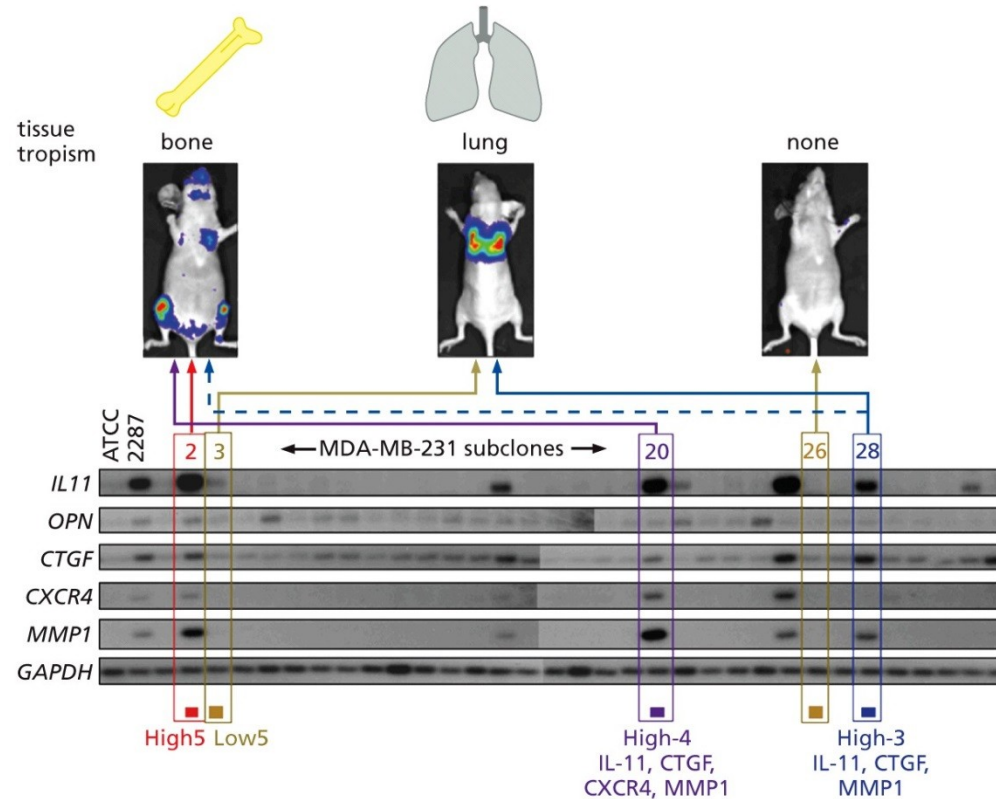 tissue
tropism
bone
lung
none
ATCC
2287
2
3
MDA-MB-231 subclones
20
26
28
IL11
OPN
CTGF
CXCR4
MMP1
GAPDH
High5
Low5
High-4
IL-11, CTGF,
CXCR4, MMP1
High-3
IL-11, CTGF,
MMP1